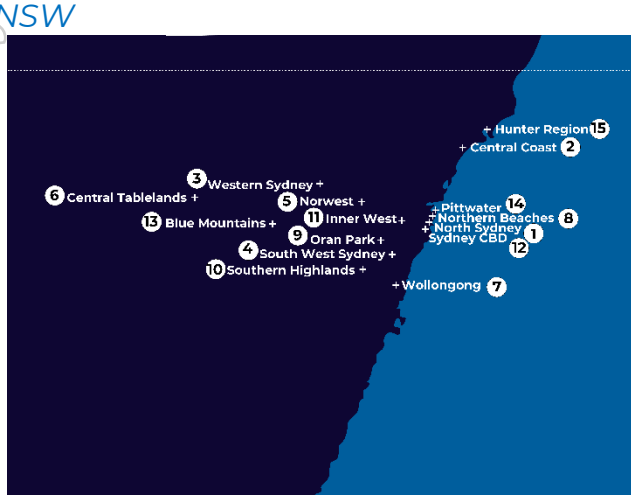 NSW
+ Hunter Region 15
+ Central Coast 2
3 Western Sydney +
6 Central Tablelands +
5 Norwest +
+ Pittwater 14
13 Blue Mountains +
11 Inner West +
+ Northern Beaches 8
+ North Sydney 1
9 Oran Park +
Sydney CBD 12
4 South West Sydney +
10 Southern Highlands +
+ Wollongong 7